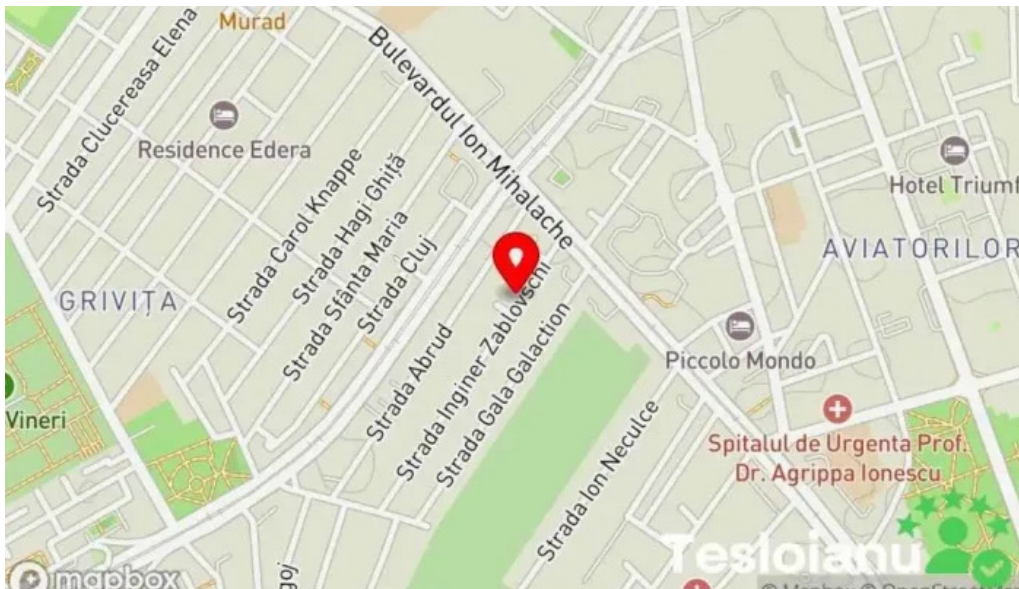 Murad
Strada Clucereasa Elena
Bulevardul Ion Mihalache
Residence Edera
Hotel Triumf
Strada Carol Knappe
Strada Hagi Ghiță
Strada Sfânta Maria
Strada Cluj
AVIATORILOR
GRIVIȚA
Strada Abrud
Strada Inginer Zablovschi
Strada Gala Galaction
Piccolo Mondo
Vineri
Strada Ion Neculce
Spitalul de Urgenta Prof.
Dr. Agrippa Ionescu
Tesloianu
mapbox